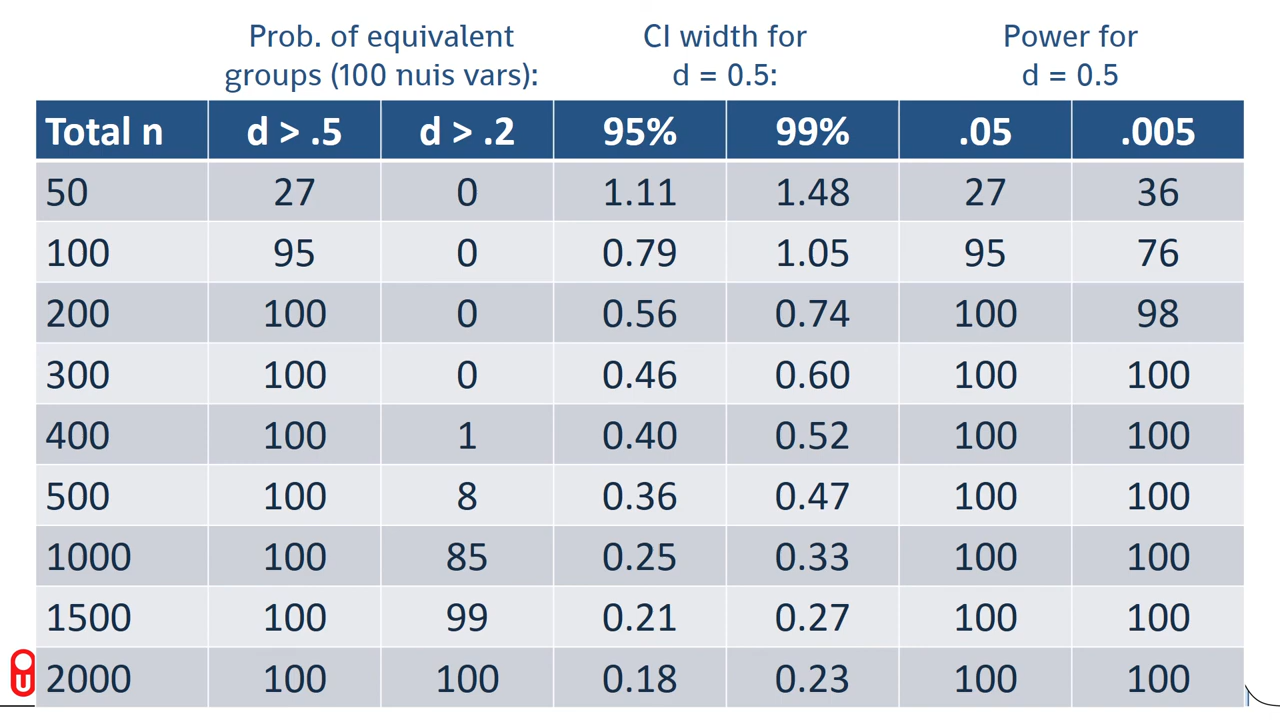 Prob. of equivalent groups (100 nuis vars):
CI width for d = 0.5:
Power for d = 0.5
Total n d > .5 d > .2 95% 99% .05 .005
50 27 0 1.11 1.48 27 36
100 95 0 0.79 1.05 95 76
200 100 0 0.56 0.74 100 98
300 100 0 0.46 0.60 100 100
400 100 1 0.40 0.52 100 100
500 100 8 0.36 0.47 100 100
1000 100 85 0.25 0.33 100 100
1500 100 99 0.21 0.27 100 100
2000 100 100 0.18 0.23 100 100